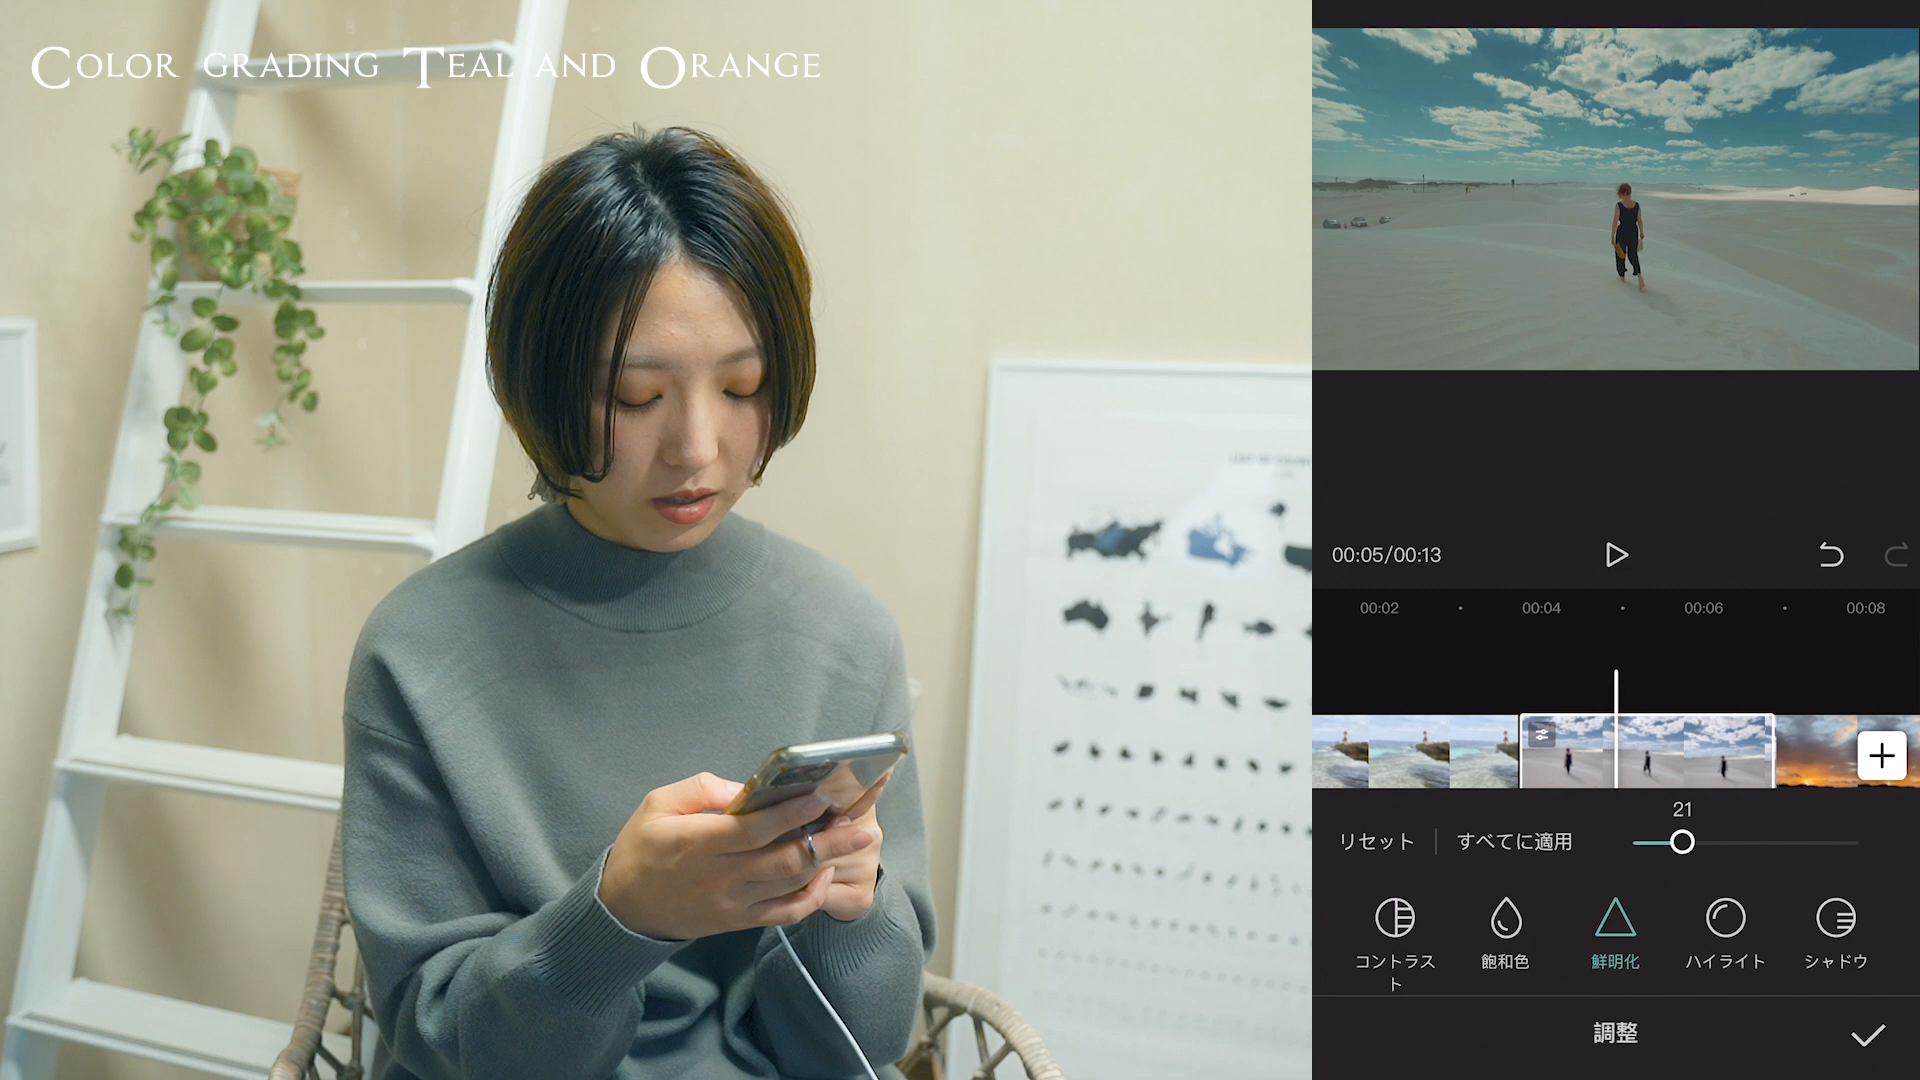 Color grading Teal and Orange
00:05/00:13
00:02
00:04
00:06
00:08
21
リセット
すべてに適用
コントラス
ト
飽和色
鮮明化
ハイライト
シャドウ
調整